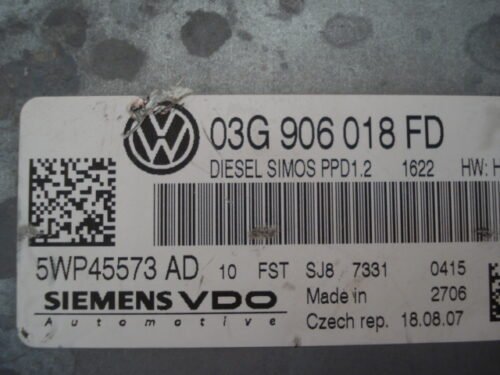 03G 906 018 FD
DIESEL SIMOS PPD1.2 1622 HW: H
5WP45573 AD 10 FST SJ8 7331 0415
SIEMENS VDO Made in 2706
Automotive Czech rep. 18.08.07